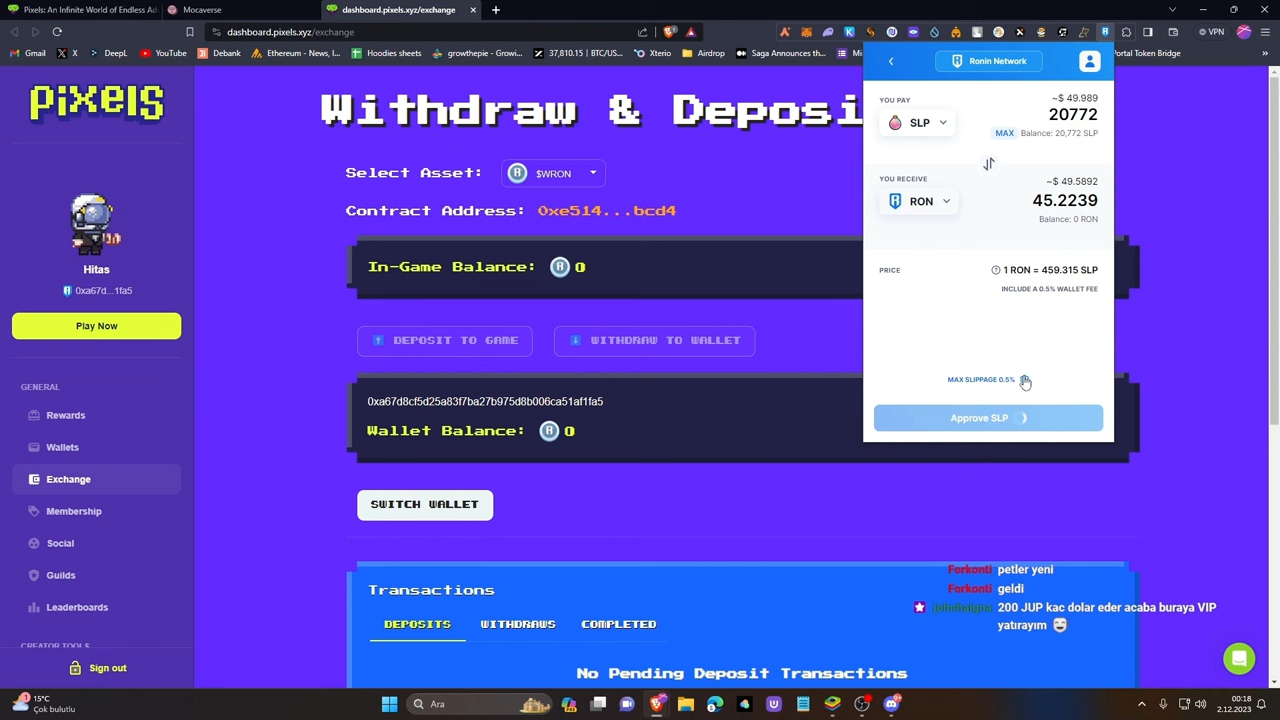 Pixels: An Infinite World of Endless Ad
Mocaverse
dashboard.pixels.xyz/exchange
dashboard.pixels.xyz/exchange
VPN
Gmail
X
DeepL
YouTube
Debank
Ethereum - News, I...
Hoodies sheets
growthepie - Growi...
37,810.15 | BTC/US...
Xterio
Airdrop
Saga Announces th...
Portal Token Bridge
pixels
Withdraw & Deposi
Select Asset:
$WRON
Contract Address: 0xe514...bcd4
In-Game Balance: 0
DEPOSIT TO GAME
WITHDRAW TO WALLET
0xa67d8cf5d25a83f7ba27b975d8b006ca51af1fa5
Wallet Balance: 0
SWITCH WALLET
Transactions
DEPOSITS
WITHDRAWS
COMPLETED
No Pending Deposit Transactions
Hitas
0xa67d...1fa5
Play Now
GENERAL
Rewards
Wallets
Exchange
Membership
Social
Guilds
Leaderboards
CREATOR TOOLS
Sign out
Ronin Network
YOU PAY
~$ 49.989
SLP
20772
MAX Balance: 20,772 SLP
YOU RECEIVE
~$ 49.5892
RON
45.2239
Balance: 0 RON
PRICE
1 RON = 459.315 SLP
INCLUDE A 0.5% WALLET FEE
MAX SLIPPAGE 0.5%
Approve SLP
Forkonti petler yeni
Forkonti geldi
200 JUP kac dolar eder acaba buraya VIP
yatırayım
15°C
Çok bulutlu
Ara
00:18
2.12.2023